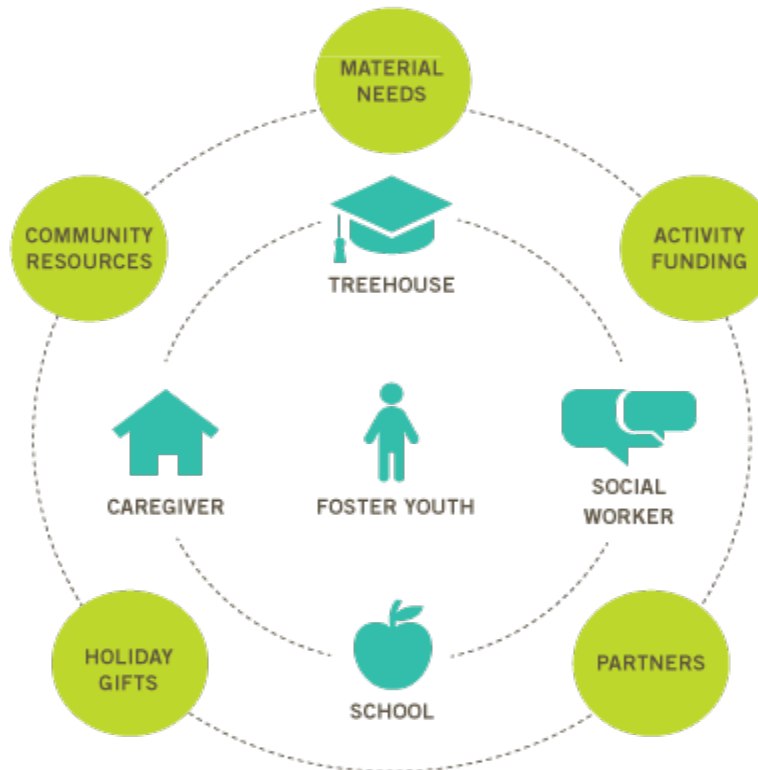 MATERIAL
NEEDS
COMMUNITY
RESOURCES
ACTIVITY
FUNDING
TREEHOUSE
CAREGIVER
FOSTER YOUTH
SOCIAL
WORKER
HOLIDAY
GIFTS
PARTNERS
SCHOOL